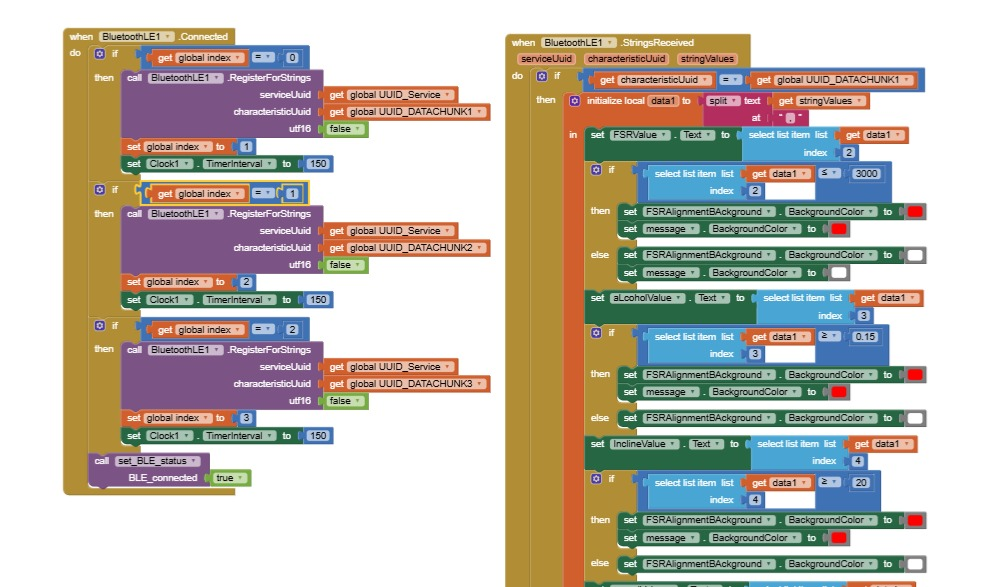 when BluetoothLE1 .Connected
do if get global index = 0
then call BluetoothLE1 .RegisterForStrings
serviceUuid get global UUID_Service
characteristicUuid get global UUID_DATACHUNK1
utf16 false
set global index to 1
set Clock1 . TimerInterval to 150
if get global index = 1
then call BluetoothLE1 .RegisterForStrings
serviceUuid get global UUID_Service
characteristicUuid get global UUID_DATACHUNK2
utf16 false
set global index to 2
set Clock1 . TimerInterval to 150
if get global index = 2
then call BluetoothLE1 .RegisterForStrings
serviceUuid get global UUID_Service
characteristicUuid get global UUID_DATACHUNK3
utf16 false
set global index to 3
set Clock1 . TimerInterval to 150
call set_BLE_status
BLE_connected true
when BluetoothLE1 .StringsReceived
serviceUuid characteristicUuid stringValues
do if get characteristicUuid = get global UUID_DATACHUNK1
then initialize local data1 to split text get stringValues
at " , "
in set FSRValue . Text to select list item list get data1
index 2
if select list item list get data1 ≤ 3000
index 2
then set FSRAlignmentBAckground . BackgroundColor to
set message . BackgroundColor to
else set FSRAlignmentBAckground . BackgroundColor to
set message . BackgroundColor to
set aLcoholValue . Text to select list item list get data1
index 3
if select list item list get data1 ≥ 0.15
index 3
then set FSRAlignmentBAckground . BackgroundColor to
set message . BackgroundColor to
else set FSRAlignmentBAckground . BackgroundColor to
set InclineValue . Text to select list item list get data1
index 4
if select list item list get data1 ≥ 20
index 4
then set FSRAlignmentBAckground . BackgroundColor to
set message . BackgroundColor to
else set FSRAlignmentBAckground . BackgroundColor to